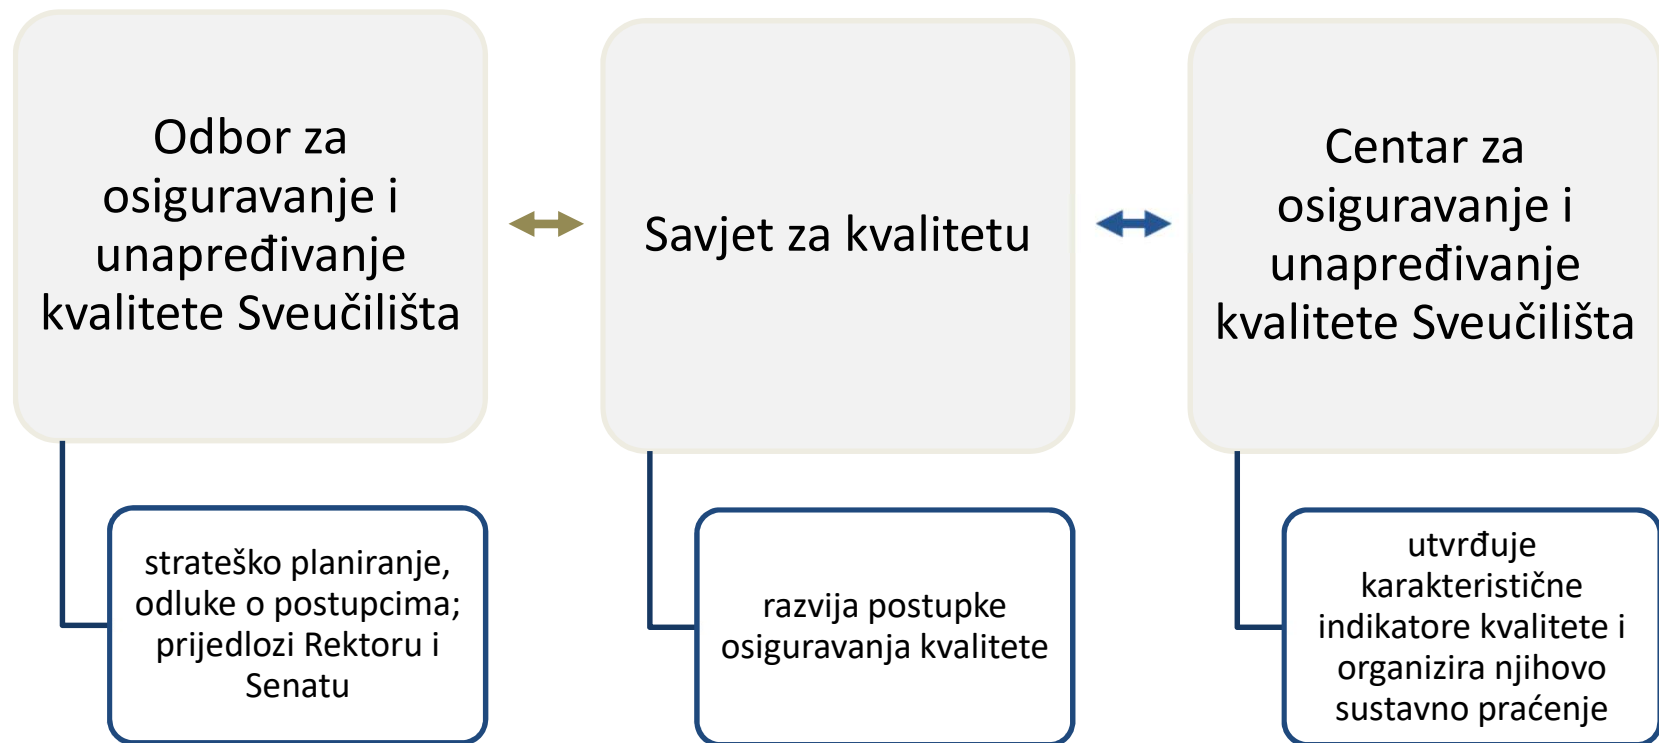 Odbor za
osiguravanje i
unapređivanje
kvalitete Sveučilišta
Savjet za kvalitetu
Centar za
osiguravanje i
unapređivanje
kvalitete Sveučilišta
strateško planiranje,
odluke o postupcima;
prijedlozi Rektoru i
Senatu
razvija postupke
osiguravanja kvalitete
utvrđuje
karakteristične
indikatore kvalitete i
organizira njihovo
sustavno praćenje